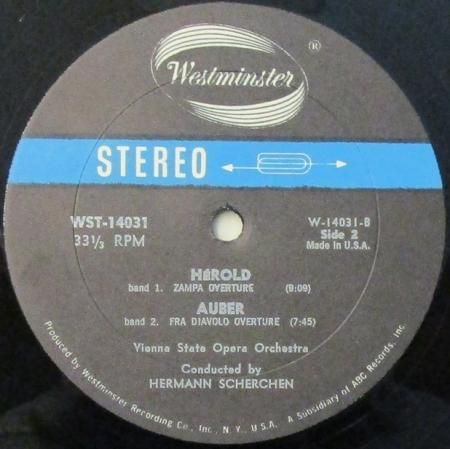 Westminster ®
STEREO
WST-14031
33⅓ RPM
W-14031-B
Side 2
Made in U.S.A.
HéROLD
band 1. ZAMPA OVERTURE (8:09)
AUBER
band 2. FRA DIAVOLO OVERTURE (7:45)
Vienna State Opera Orchestra
Conducted by
HERMANN SCHERCHEN
Produced by Westminster Recording Co., Inc., N.Y., U.S.A. A Subsidiary of ABC Records, Inc.